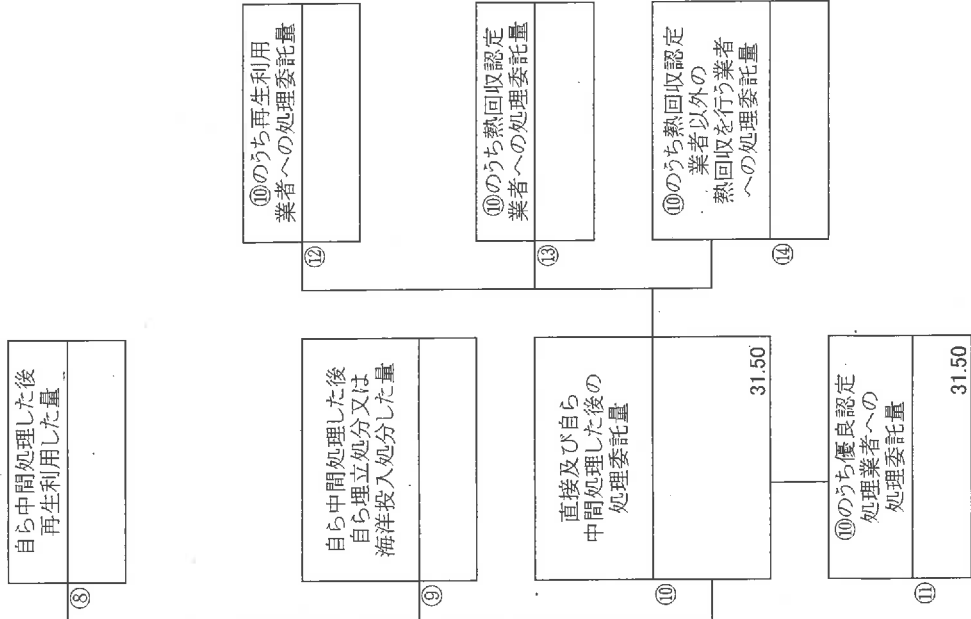 自ら中間処理した後
再生利用した量
⑧
自ら中間処理した後
自ら埋立処分又は
海洋投入処分した量
⑨
直接及び自ら
中間処理した後の
処理委託量
31.50
⑩
⑩のうち優良認定
処理業者への
処理委託量
31.50
⑪
⑩のうち再生利用
業者への処理委託量
⑫
⑩のうち熱回収認定
業者への処理委託量
⑬
⑩のうち熱回収認定
業者以外の
熱回収を行う業者
への処理委託量
⑭